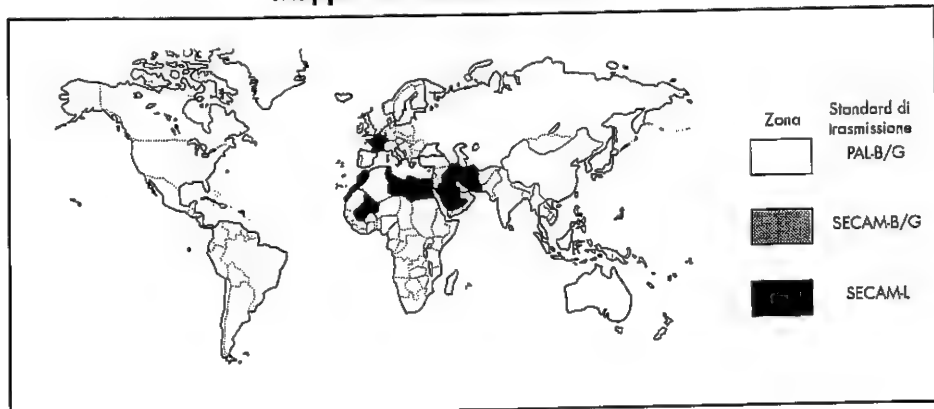 Zona
Standard di
trasmissione
PAL-B/G
SECAM-B/G
SECAM-L